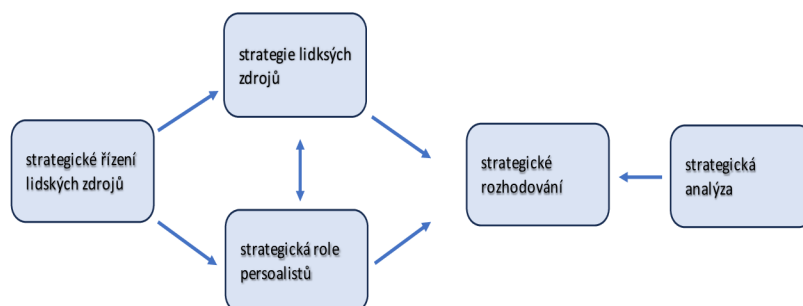 strategie lidksých
zdrojů
strategické řízení
lidských zdrojů
strategická role
persoalistů
strategické
rozhodování
strategická
analýza